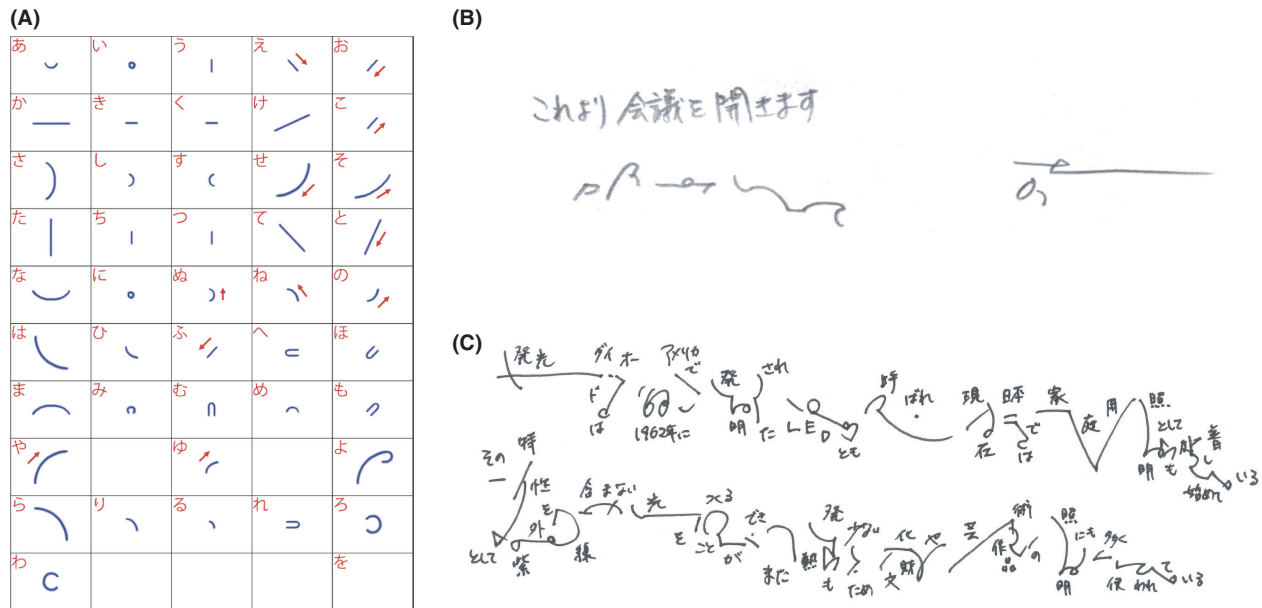 (A)
あ い う え お
か き く け こ
さ し す せ そ
た ち つ て と
な に ぬ ね の
は ひ ふ へ ほ
ま み む め も
や ゆ よ
ら り る れ ろ
わ を
(B)
これより会議を開きます
(C)
発光ダイオードは1962年にアメリカで発明されたLEDとも呼ばれ現在日本では家庭用照明としても普及し始めている
その特性として紫外線を含まない光をつくることができまた発熱も少ないため文化財や芸術作品の照明にも多く使われている